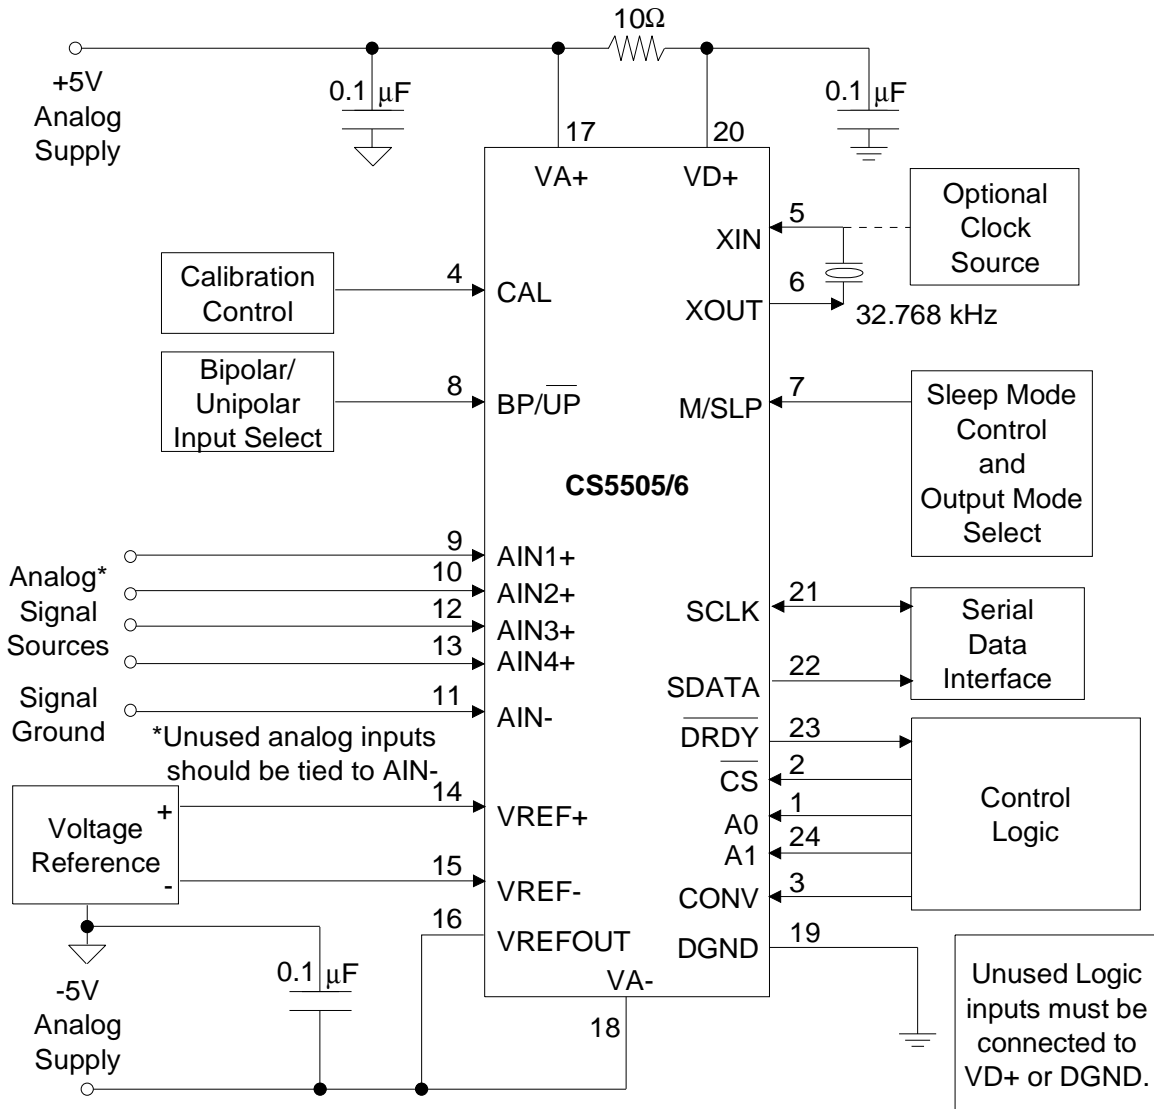 10Ω
+5V
Analog
Supply
0.1 µF
0.1 µF
17
20
VA+
VD+
Optional
Clock
Source
5
XIN
6
XOUT
32.768 kHz
Calibration
Control
4
CAL
Bipolar/
Unipolar
Input Select
8
BP/U̅P̅
7
M/SLP
Sleep Mode
Control
and
Output Mode
Select
CS5505/6
Analog*
Signal
Sources
9
AIN1+
10
AIN2+
12
AIN3+
13
AIN4+
Signal
Ground
11
AIN-
*Unused analog inputs
should be tied to AIN-
21
SCLK
22
SDATA
Serial
Data
Interface
23
D̅R̅D̅Y̅
2
C̅S̅
1
A0
24
A1
3
CONV
Control
Logic
Voltage
Reference
+
-
14
VREF+
15
VREF-
16
VREFOUT
19
DGND
VA-
18
0.1 µF
-5V
Analog
Supply
Unused Logic
inputs must be
connected to
VD+ or DGND.